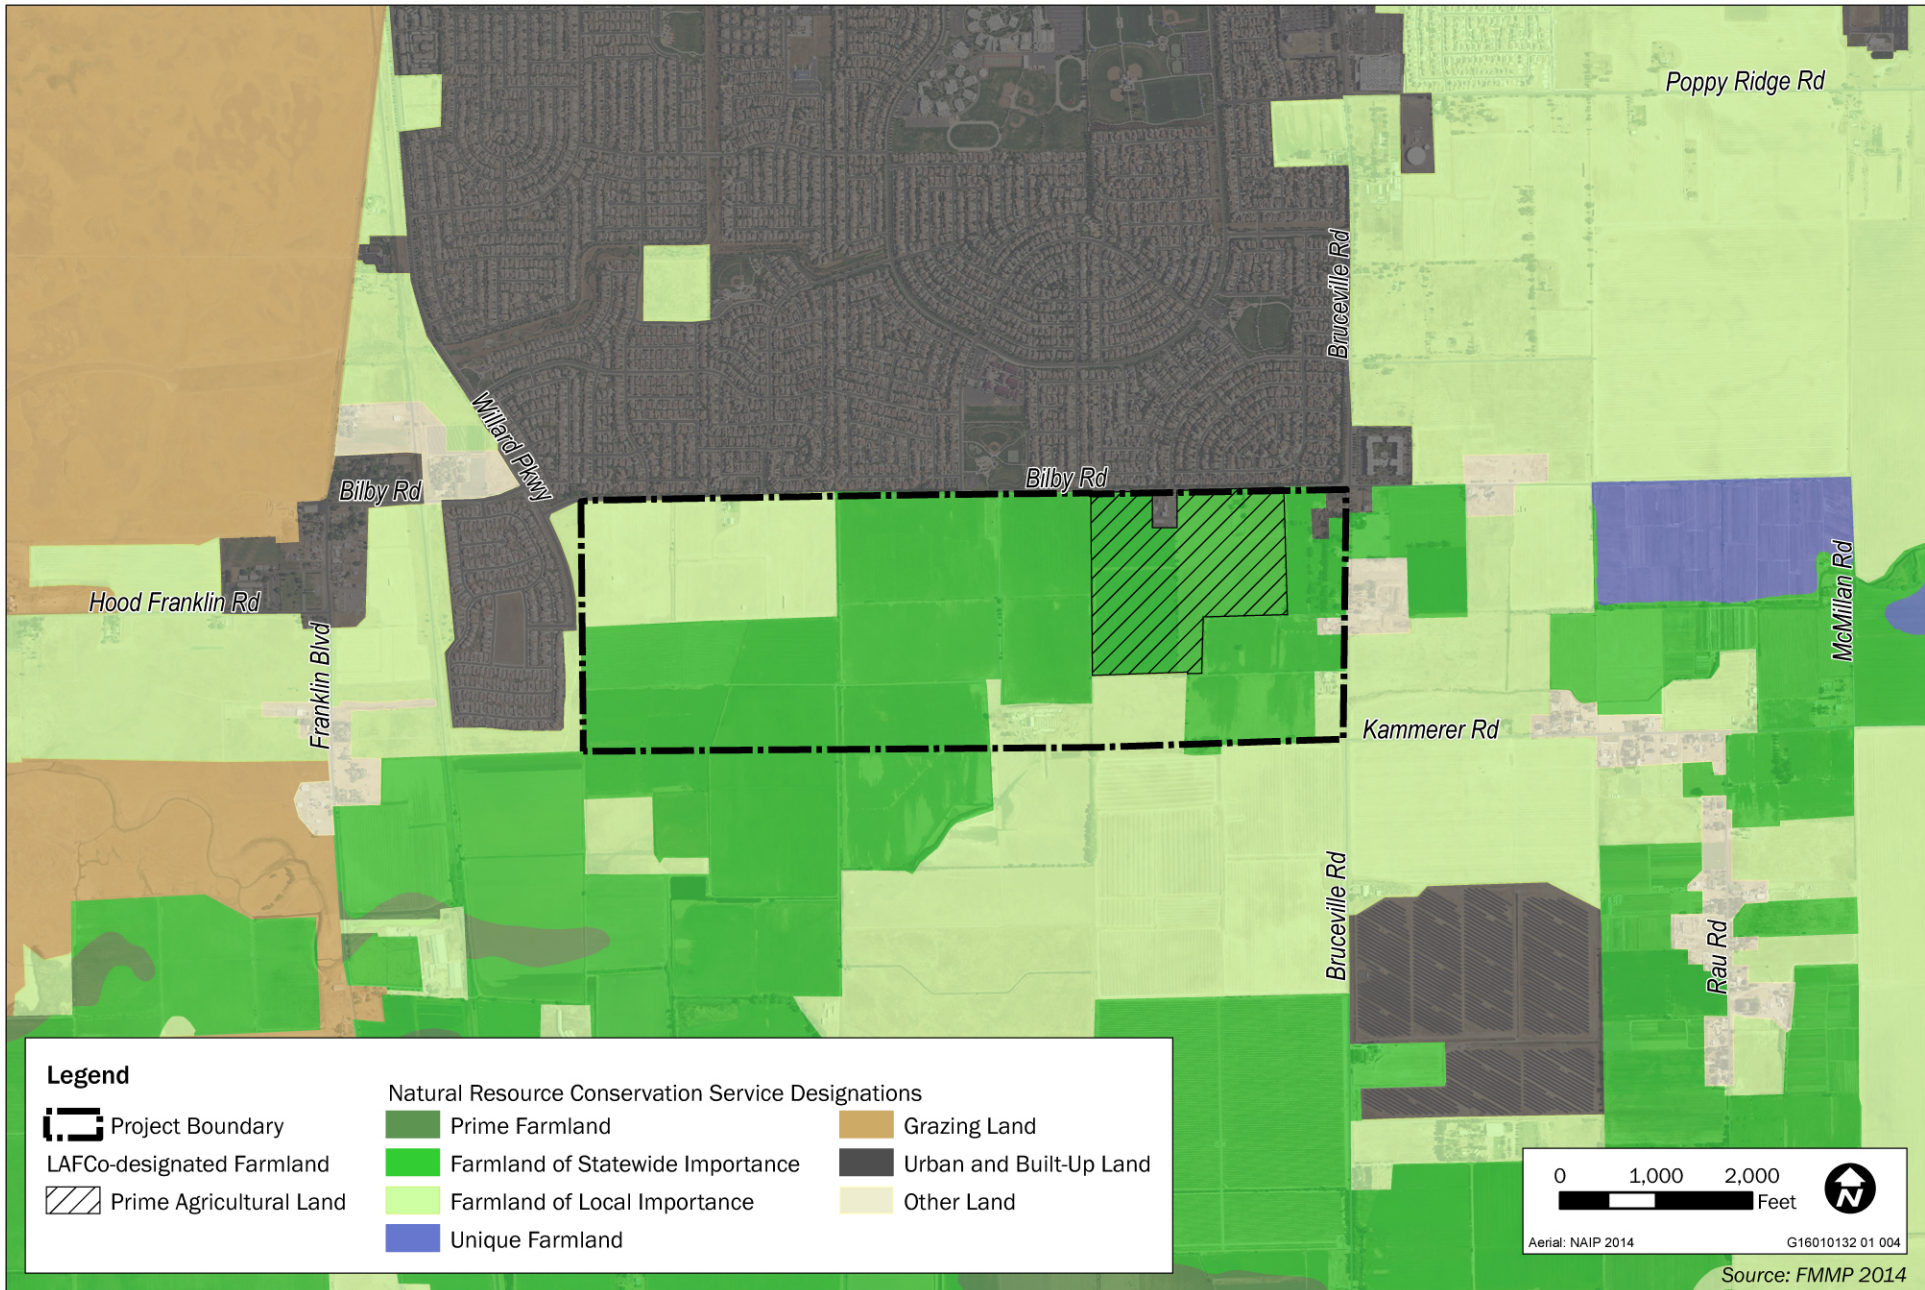 Poppy Ridge Rd
Bruceville Rd
Willard Pkwy
Bilby Rd
Bilby Rd
Hood Franklin Rd
Franklin Blvd
McMillan Rd
Kammerer Rd
Bruceville Rd
Rau Rd
Legend
Project Boundary
LAFCo-designated Farmland
Prime Agricultural Land
Natural Resource Conservation Service Designations
Prime Farmland
Farmland of Statewide Importance
Farmland of Local Importance
Unique Farmland
Grazing Land
Urban and Built-Up Land
Other Land
0 1,000 2,000
Feet
N
Aerial: NAIP 2014 G16010132 01 004
Source: FMMP 2014